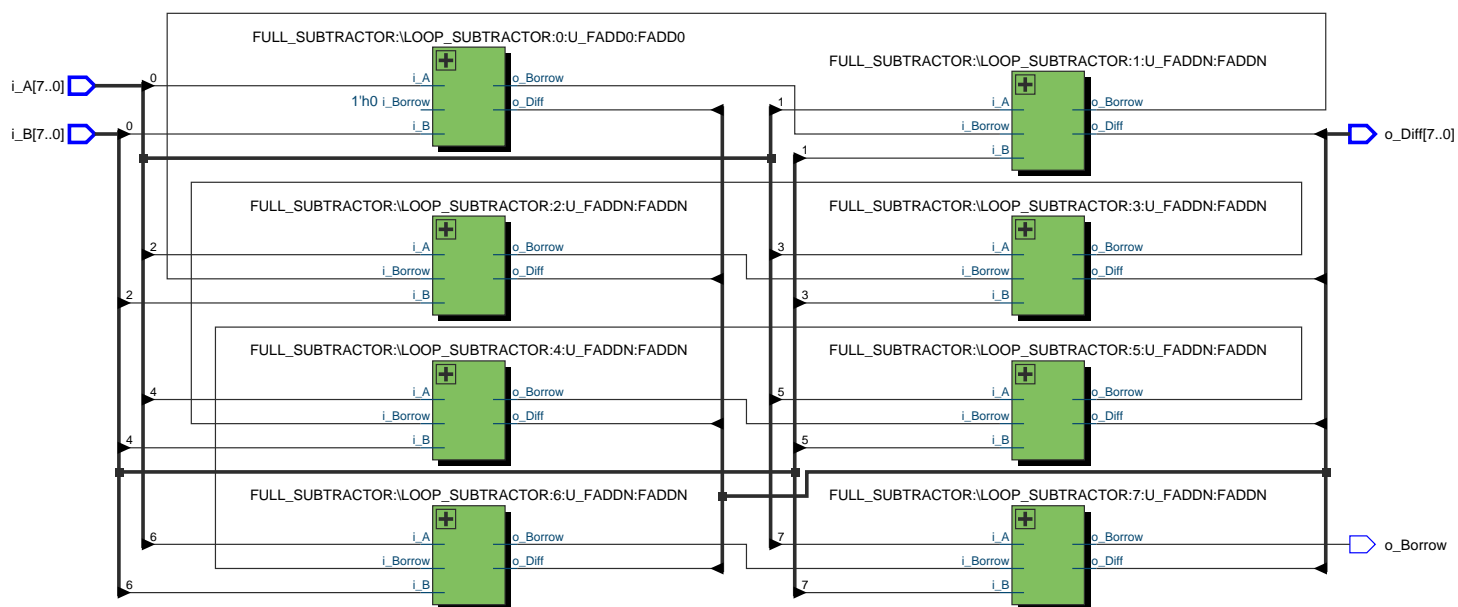 FULL_SUBTRACTOR:\LOOP_SUBTRACTOR:0:U_FADD0:FADD0
i_A[7..0]
0
i_A
o_Borrow
1'h0 i_Borrow
o_Diff
i_B[7..0]
0
i_B
FULL_SUBTRACTOR:\LOOP_SUBTRACTOR:1:U_FADDN:FADDN
1
i_A
o_Borrow
i_Borrow
o_Diff
1
i_B
o_Diff[7..0]
FULL_SUBTRACTOR:\LOOP_SUBTRACTOR:2:U_FADDN:FADDN
2
i_A
o_Borrow
i_Borrow
o_Diff
2
i_B
FULL_SUBTRACTOR:\LOOP_SUBTRACTOR:3:U_FADDN:FADDN
3
i_A
o_Borrow
i_Borrow
o_Diff
3
i_B
FULL_SUBTRACTOR:\LOOP_SUBTRACTOR:4:U_FADDN:FADDN
4
i_A
o_Borrow
i_Borrow
o_Diff
4
i_B
FULL_SUBTRACTOR:\LOOP_SUBTRACTOR:5:U_FADDN:FADDN
5
i_A
o_Borrow
i_Borrow
o_Diff
5
i_B
FULL_SUBTRACTOR:\LOOP_SUBTRACTOR:6:U_FADDN:FADDN
6
i_A
o_Borrow
i_Borrow
o_Diff
6
i_B
FULL_SUBTRACTOR:\LOOP_SUBTRACTOR:7:U_FADDN:FADDN
7
i_A
o_Borrow
i_Borrow
o_Diff
7
i_B
o_Borrow